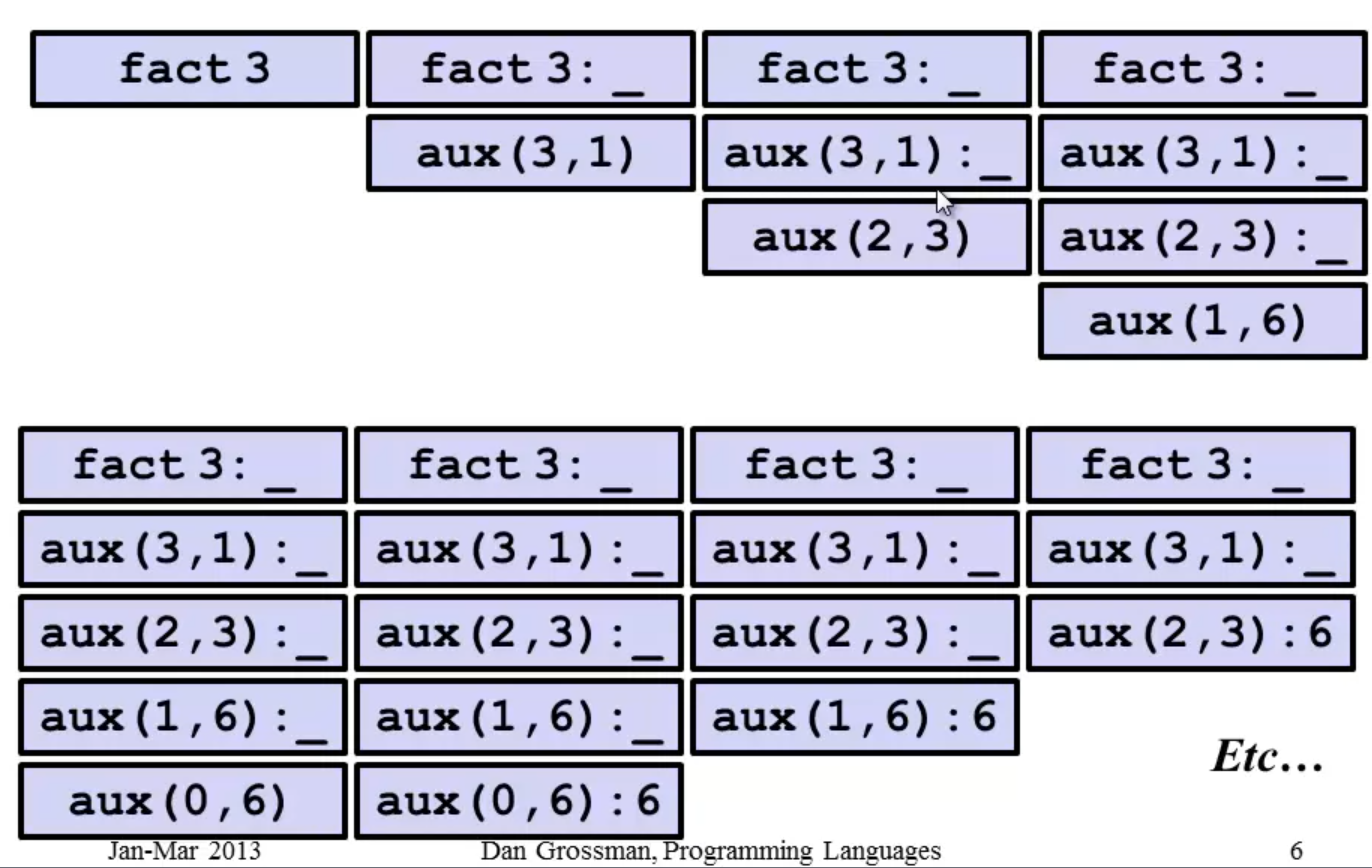 fact 3 fact 3:_ fact 3:_ fact 3:_
aux(3,1) aux(3,1):_ aux(3,1):_
aux(2,3) aux(2,3):_
aux(1,6)
fact 3:_ fact 3:_ fact 3:_ fact 3:_
aux(3,1):_ aux(3,1):_ aux(3,1):_ aux(3,1):_
aux(2,3):_ aux(2,3):_ aux(2,3):_ aux(2,3):6
aux(1,6):_ aux(1,6):_ aux(1,6):6
Etc…
aux(0,6) aux(0,6):6
Jan-Mar 2013 Dan Grossman, Programming Languages 6